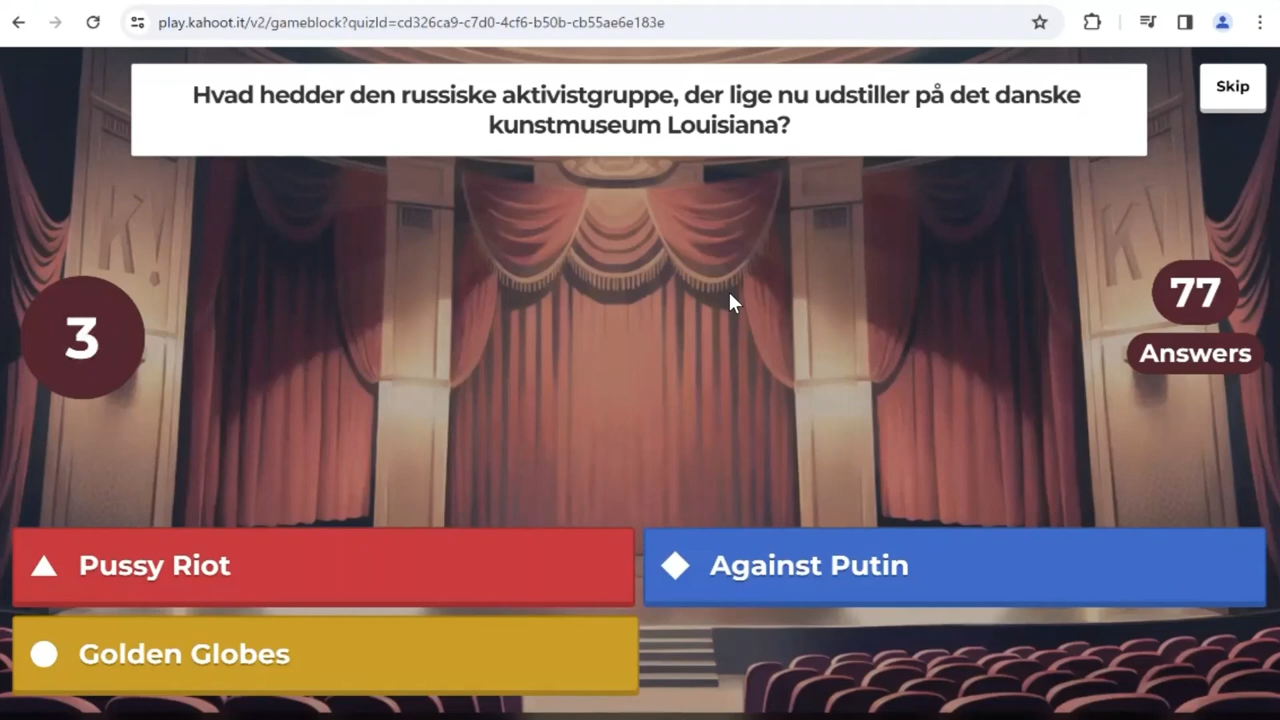 play.kahoot.it/v2/gameblock?quizId=cd326ca9-c7d0-4cf6-b50b-cb55ae6e183e
Hvad hedder den russiske aktivistgruppe, der lige nu udstiller på det danske
kunstmuseum Louisiana?
Skip
K!
K!
3
77
Answers
Pussy Riot
Against Putin
Golden Globes